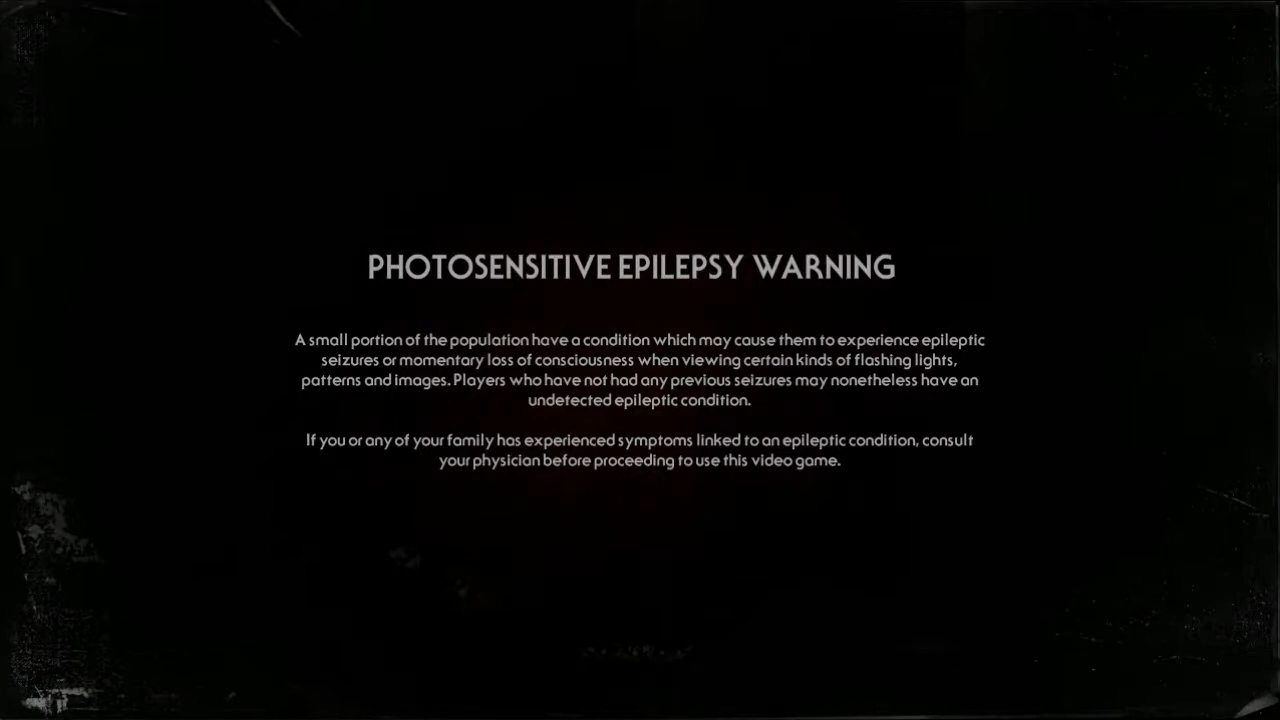 PHOTOSENSITIVE EPILEPSY WARNING
A small portion of the population have a condition which may cause them to experience epileptic
seizures or momentary loss of consciousness when viewing certain kinds of flashing lights,
patterns and images. Players who have not had any previous seizures may nonetheless have an
undetected epileptic condition.
If you or any of your family has experienced symptoms linked to an epileptic condition, consult
your physician before proceeding to use this video game.